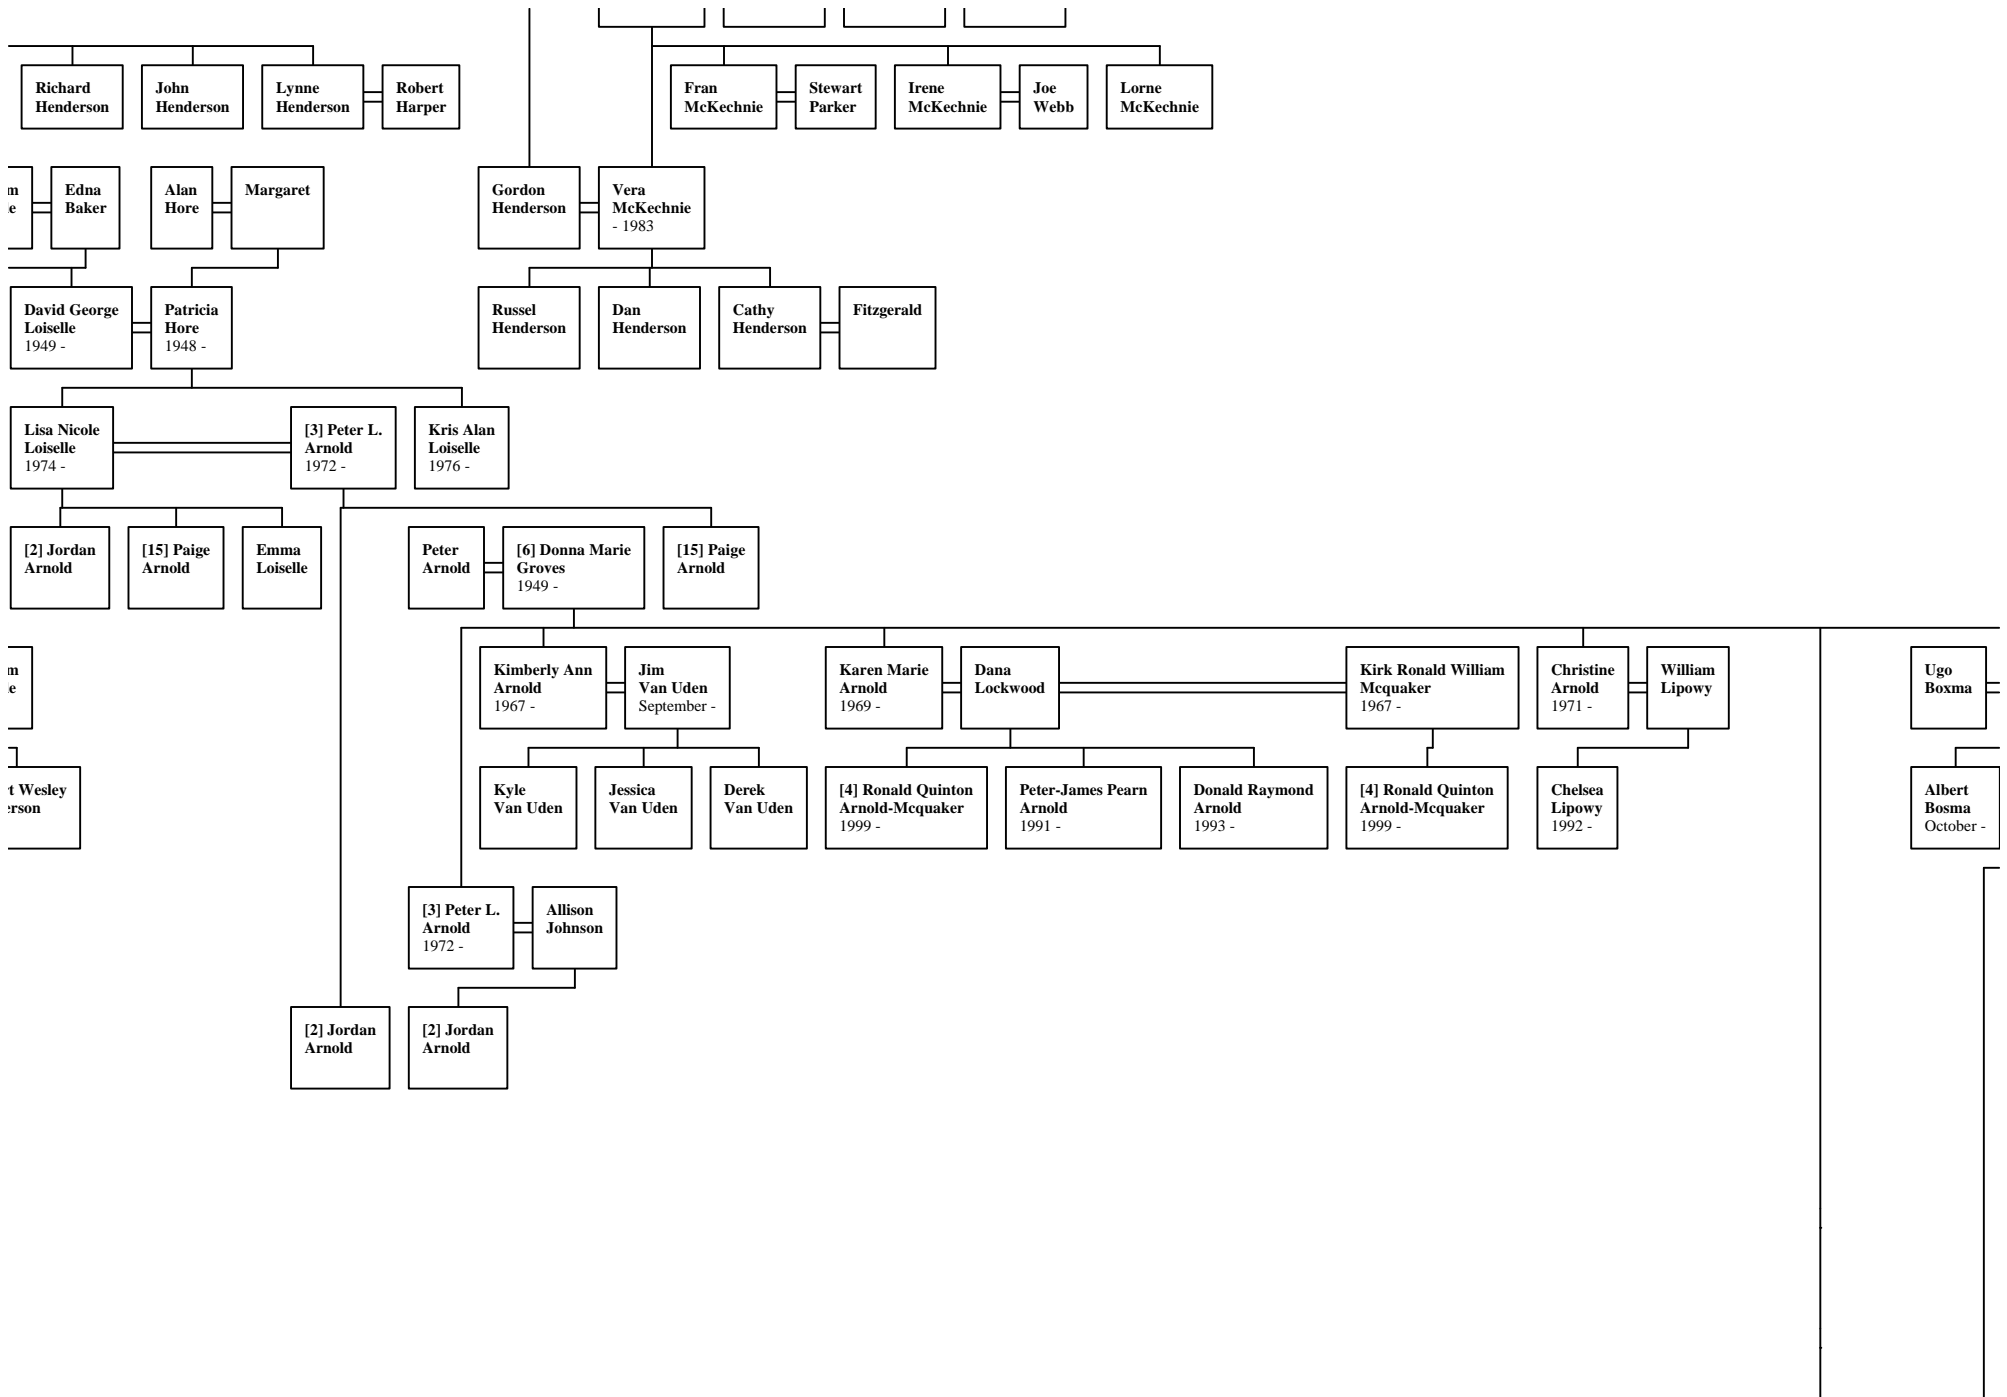 Richard
Henderson
John
Henderson
Lynne
Henderson
Robert
Harper
Fran
McKechnie
Stewart
Parker
Irene
McKechnie
Joe
Webb
Lorne
McKechnie
Edna
Baker
Alan
Hore
Margaret
Gordon
Henderson
Vera
McKechnie
- 1983
David George
Loiselle
1949 -
Patricia
Hore
1948 -
Russel
Henderson
Dan
Henderson
Cathy
Henderson
Fitzgerald
Lisa Nicole
Loiselle
1974 -
[3] Peter L.
Arnold
1972 -
Kris Alan
Loiselle
1976 -
[2] Jordan
Arnold
[15] Paige
Arnold
Emma
Loiselle
Peter
Arnold
[6] Donna Marie
Groves
1949 -
[15] Paige
Arnold
Kimberly Ann
Arnold
1967 -
Jim
Van Uden
September -
Karen Marie
Arnold
1969 -
Dana
Lockwood
Kirk Ronald William
Mcquaker
1967 -
Christine
Arnold
1971 -
William
Lipowy
Ugo
Boxma
t Wesley
erson
Kyle
Van Uden
Jessica
Van Uden
Derek
Van Uden
[4] Ronald Quinton
Arnold-Mcquaker
1999 -
Peter-James Pearn
Arnold
1991 -
Donald Raymond
Arnold
1993 -
[4] Ronald Quinton
Arnold-Mcquaker
1999 -
Chelsea
Lipowy
1992 -
Albert
Bosma
October -
[3] Peter L.
Arnold
1972 -
Allison
Johnson
[2] Jordan
Arnold
[2] Jordan
Arnold